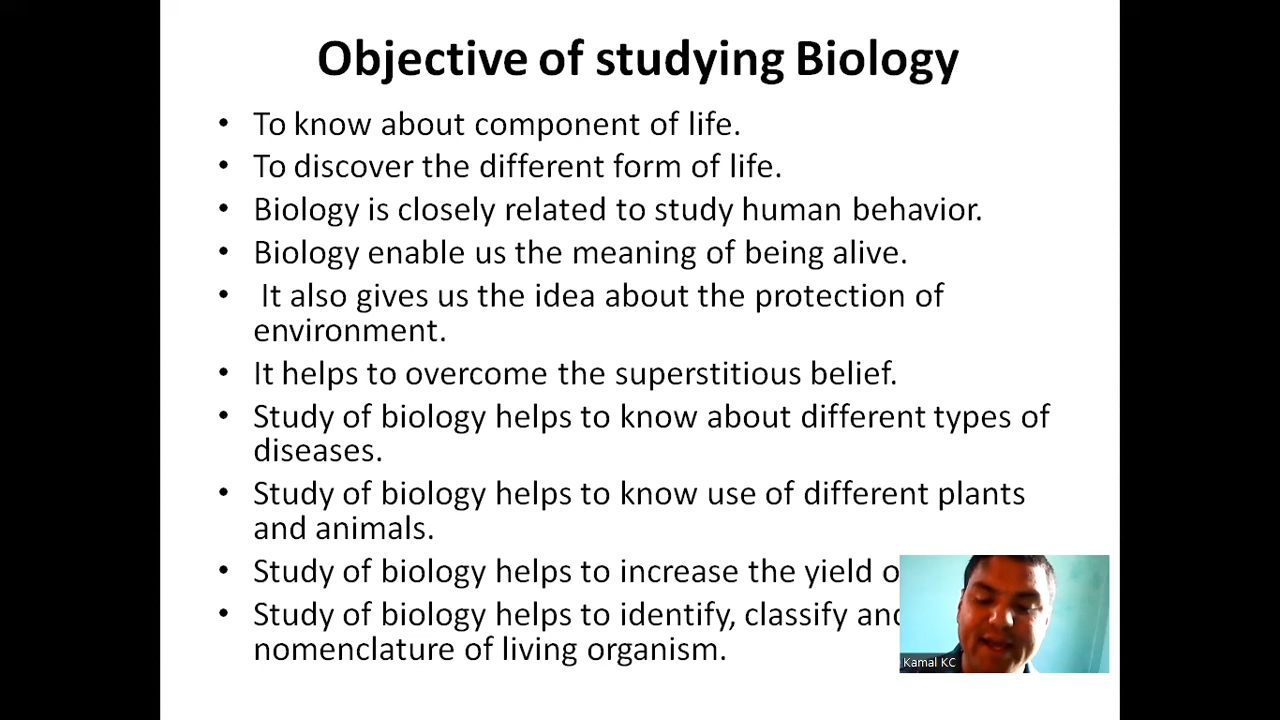 Objective of studying Biology
• To know about component of life.
• To discover the different form of life.
• Biology is closely related to study human behavior.
• Biology enable us the meaning of being alive.
• It also gives us the idea about the protection of
environment.
• It helps to overcome the superstitious belief.
• Study of biology helps to know about different types of
diseases.
• Study of biology helps to know use of different plants
and animals.
• Study of biology helps to increase the yield
• Study of biology helps to identify, classify
nomenclature of living organism.
Kamal KC